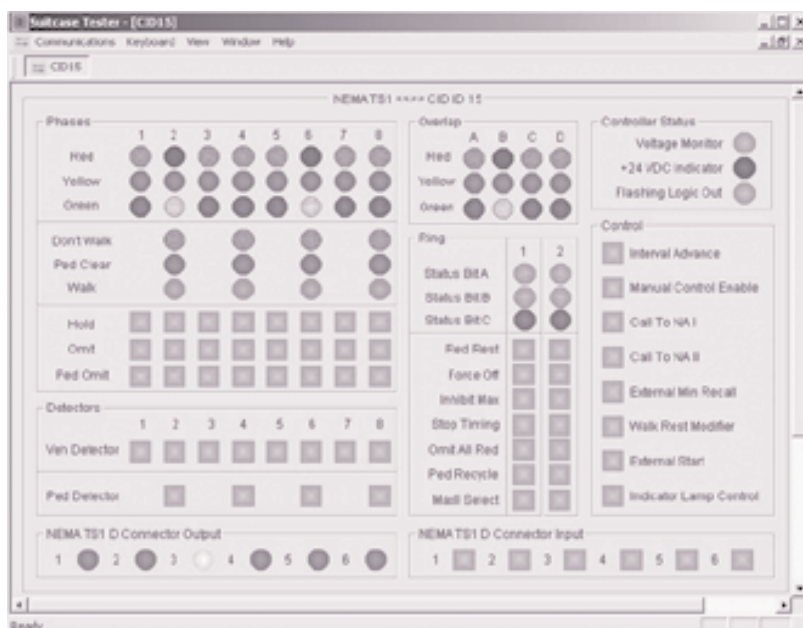 Suitcase Tester - [CID15]
Communications Keyboard View Window Help
CID15
NEMA TS1 <==> CID ID 15
Phases
1 2 3 4 5 6 7 8
Red
Yellow
Green
Don't Walk
Ped Clear
Walk
Hold
Omit
Ped Omit
Detectors
1 2 3 4 5 6 7 8
Veh Detector
Ped Detector
NEMA TS1 D Connector Output
1 2 3 4 5 6
Overlap
A B C D
Red
Yellow
Green
Ring
1 2
Status Bit A
Status Bit B
Status Bit C
Red Rest
Force Off
Inhibit Max
Stop Timing
Omit All Red
Ped Recycle
MaxII Select
Controller Status
Voltage Monitor
+24 VDC Indicator
Flashing Logic Out
Control
Interval Advance
Manual Control Enable
Call To NA I
Call To NA II
External Min Recall
Walk Rest Modifier
External Start
Indicator Lamp Control
NEMA TS1 D Connector Input
1 2 3 4 5 6
Ready